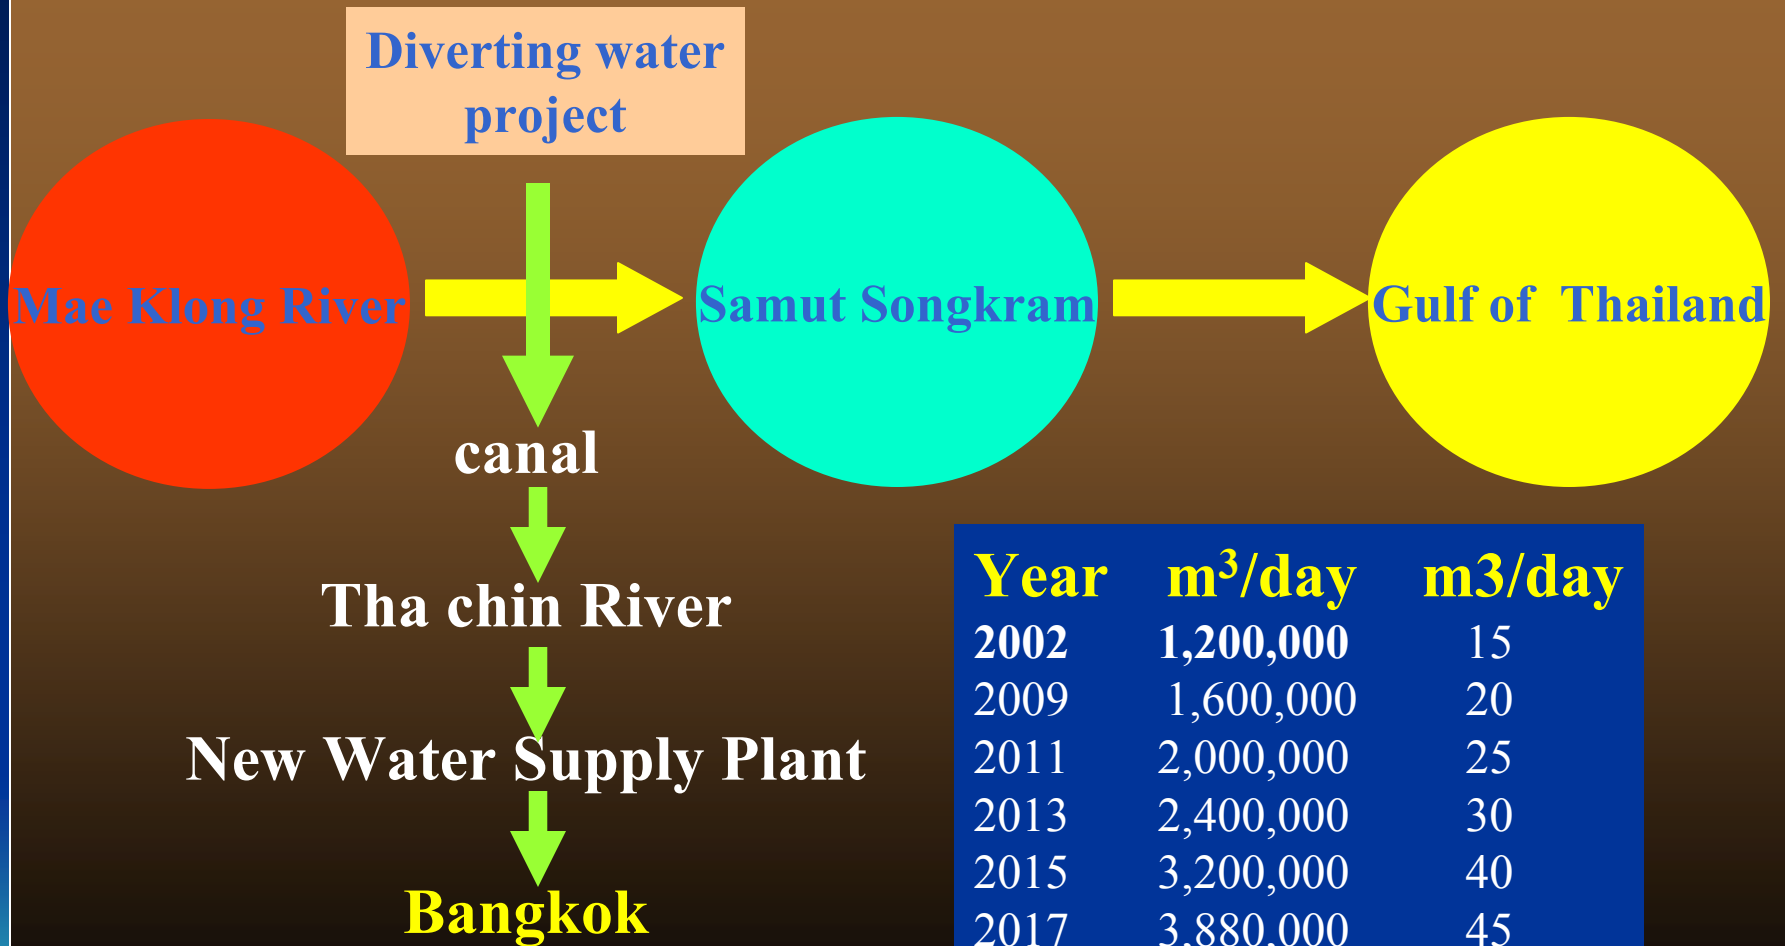 Diverting water
project
Mae Klong River
Samut Songkram
Gulf of Thailand
canal
Tha chin River
New Water Supply Plant
Bangkok
Year m³/day m3/day
2002 1,200,000 15
2009 1,600,000 20
2011 2,000,000 25
2013 2,400,000 30
2015 3,200,000 40
2017 3,880,000 45